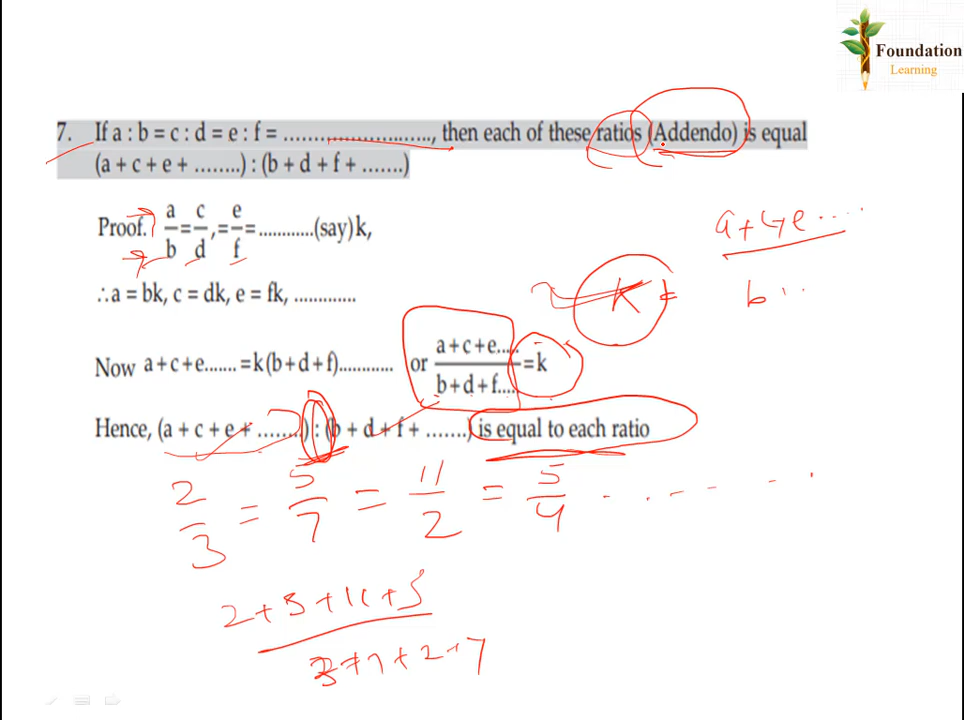 Foundation
Learning
7. If a : b = c : d = e : f = ..........................., then each of these ratios (Addendo) is equal
(a + c + e + ........) : (b + d + f + .......)
Proof. a/b = c/d, = e/f = ............(say) k,
a + c + e ....
b ...
∴ a = bk, c = dk, e = fk, .............
k =
Now a + c + e....... = k(b + d + f)............ or a + c + e..... / b + d + f..... = k
Hence, (a + c + e + ........) : (b + d + f + .......) is equal to each ratio
2/3 = 5/7 = 11/2 = 5/4 . . . . . .
2 + 5 + 11 + 5